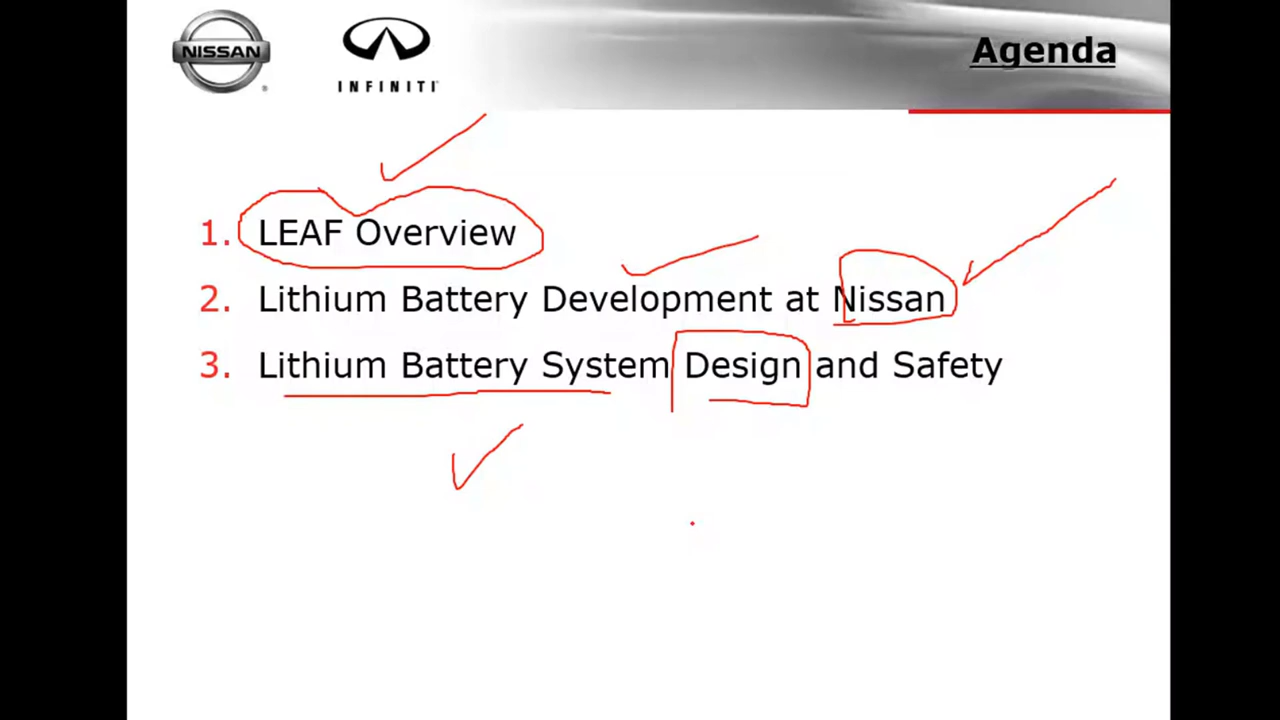 NISSAN
INFINITI
Agenda
1. LEAF Overview
2. Lithium Battery Development at Nissan
3. Lithium Battery System Design and Safety